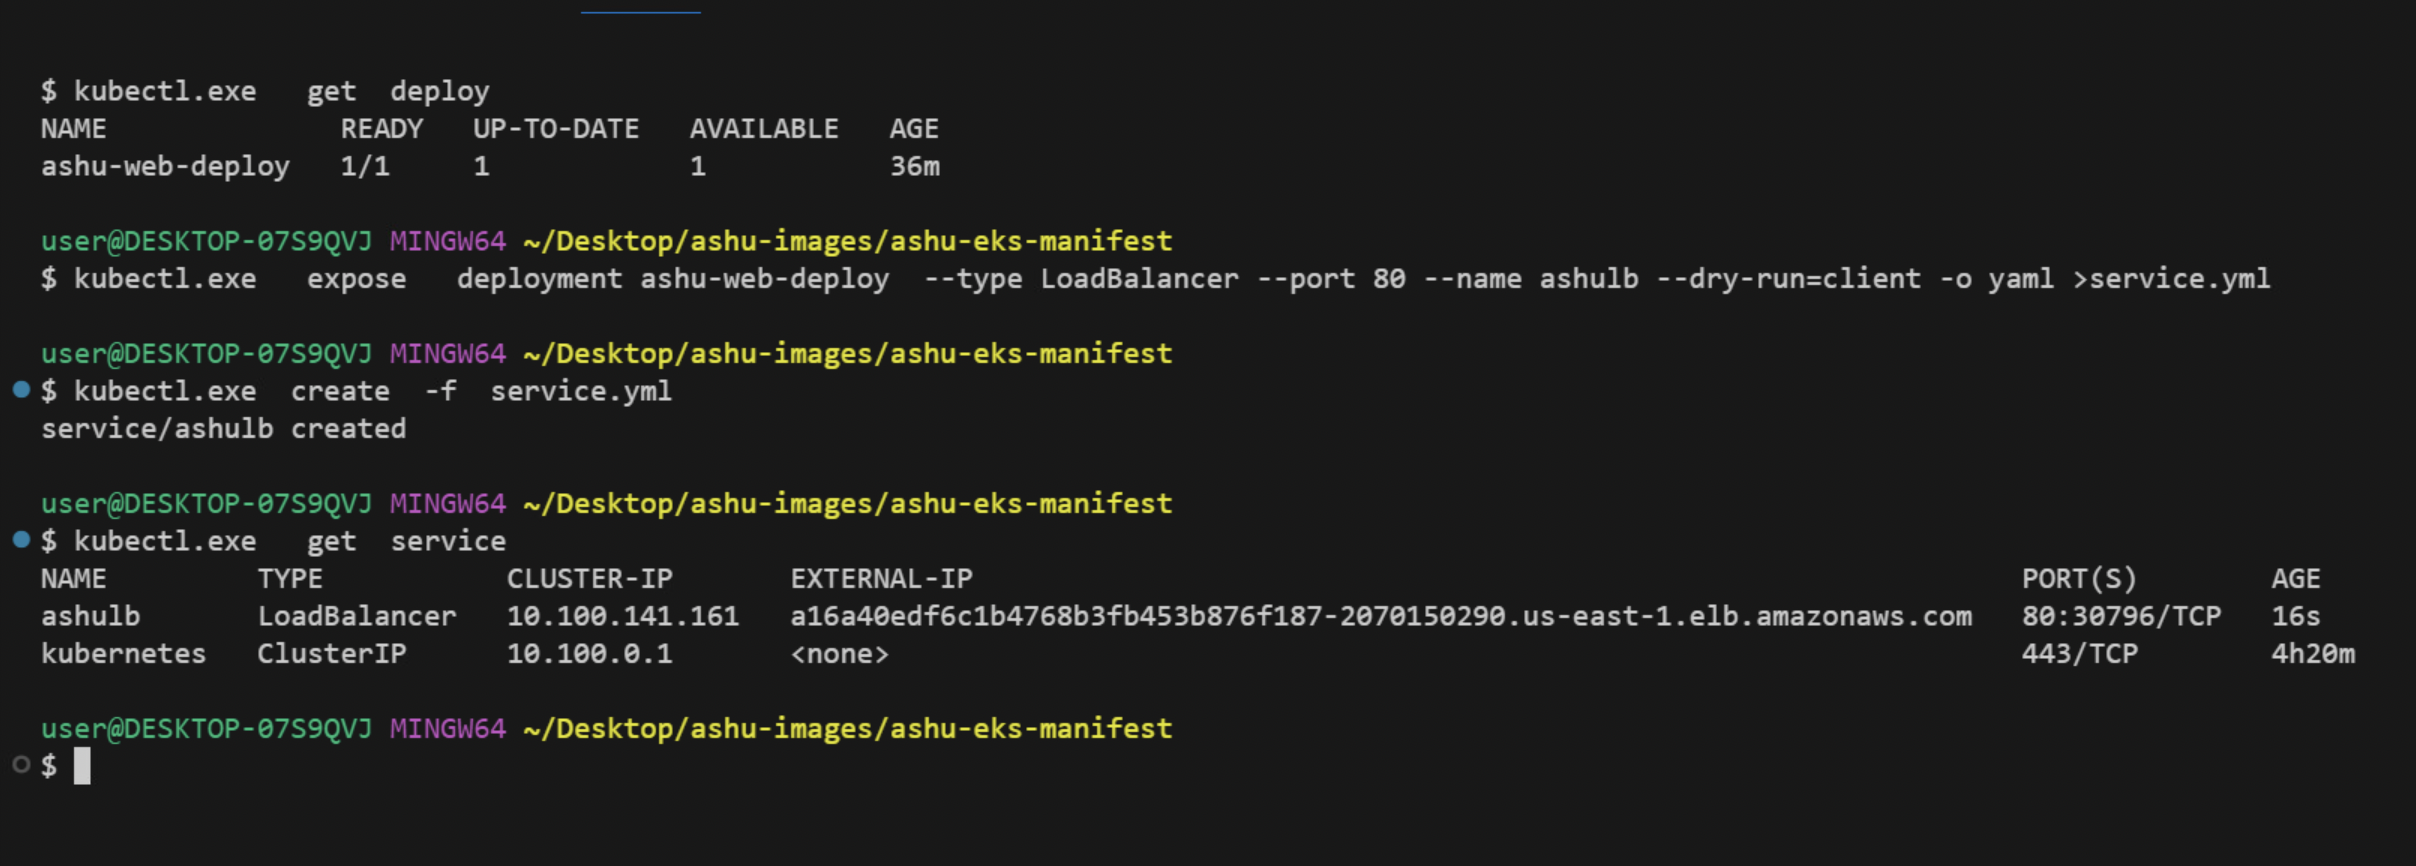 $ kubectl.exe   get  deploy
NAME              READY   UP-TO-DATE   AVAILABLE   AGE
ashu-web-deploy   1/1     1            1           36m
user@DESKTOP-07S9QVJ MINGW64 ~/Desktop/ashu-images/ashu-eks-manifest
$ kubectl.exe   expose   deployment ashu-web-deploy  --type LoadBalancer --port 80 --name ashulb --dry-run=client -o yaml >service.yml
user@DESKTOP-07S9QVJ MINGW64 ~/Desktop/ashu-images/ashu-eks-manifest
$ kubectl.exe  create  -f  service.yml
service/ashulb created
user@DESKTOP-07S9QVJ MINGW64 ~/Desktop/ashu-images/ashu-eks-manifest
$ kubectl.exe   get  service
NAME         TYPE           CLUSTER-IP       EXTERNAL-IP                                                               PORT(S)        AGE
ashulb       LoadBalancer   10.100.141.161   a16a40edf6c1b4768b3fb453b876f187-2070150290.us-east-1.elb.amazonaws.com   80:30796/TCP   16s
kubernetes   ClusterIP      10.100.0.1       <none>                                                                    443/TCP        4h20m
user@DESKTOP-07S9QVJ MINGW64 ~/Desktop/ashu-images/ashu-eks-manifest
$